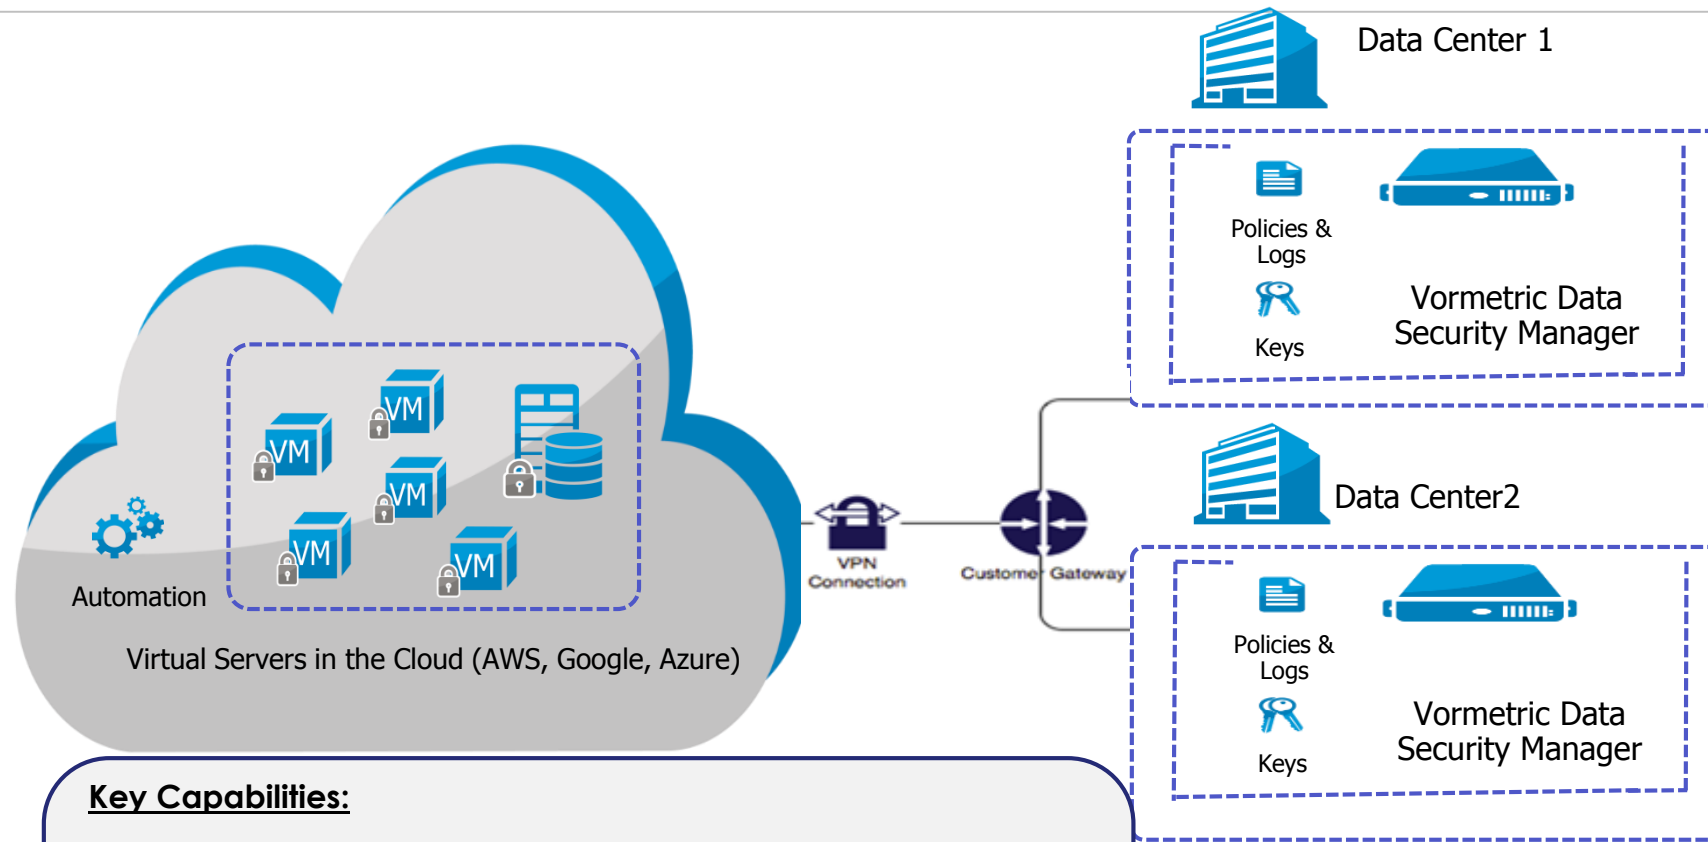 Data Center 1
Policies &
Logs
Keys
Vormetric Data
Security Manager
VM
VM
VM
VM
VM
Automation
Virtual Servers in the Cloud (AWS, Google, Azure)
VPN
Connection
Customer Gateway
Data Center2
Policies &
Logs
Keys
Vormetric Data
Security Manager
Key Capabilities: